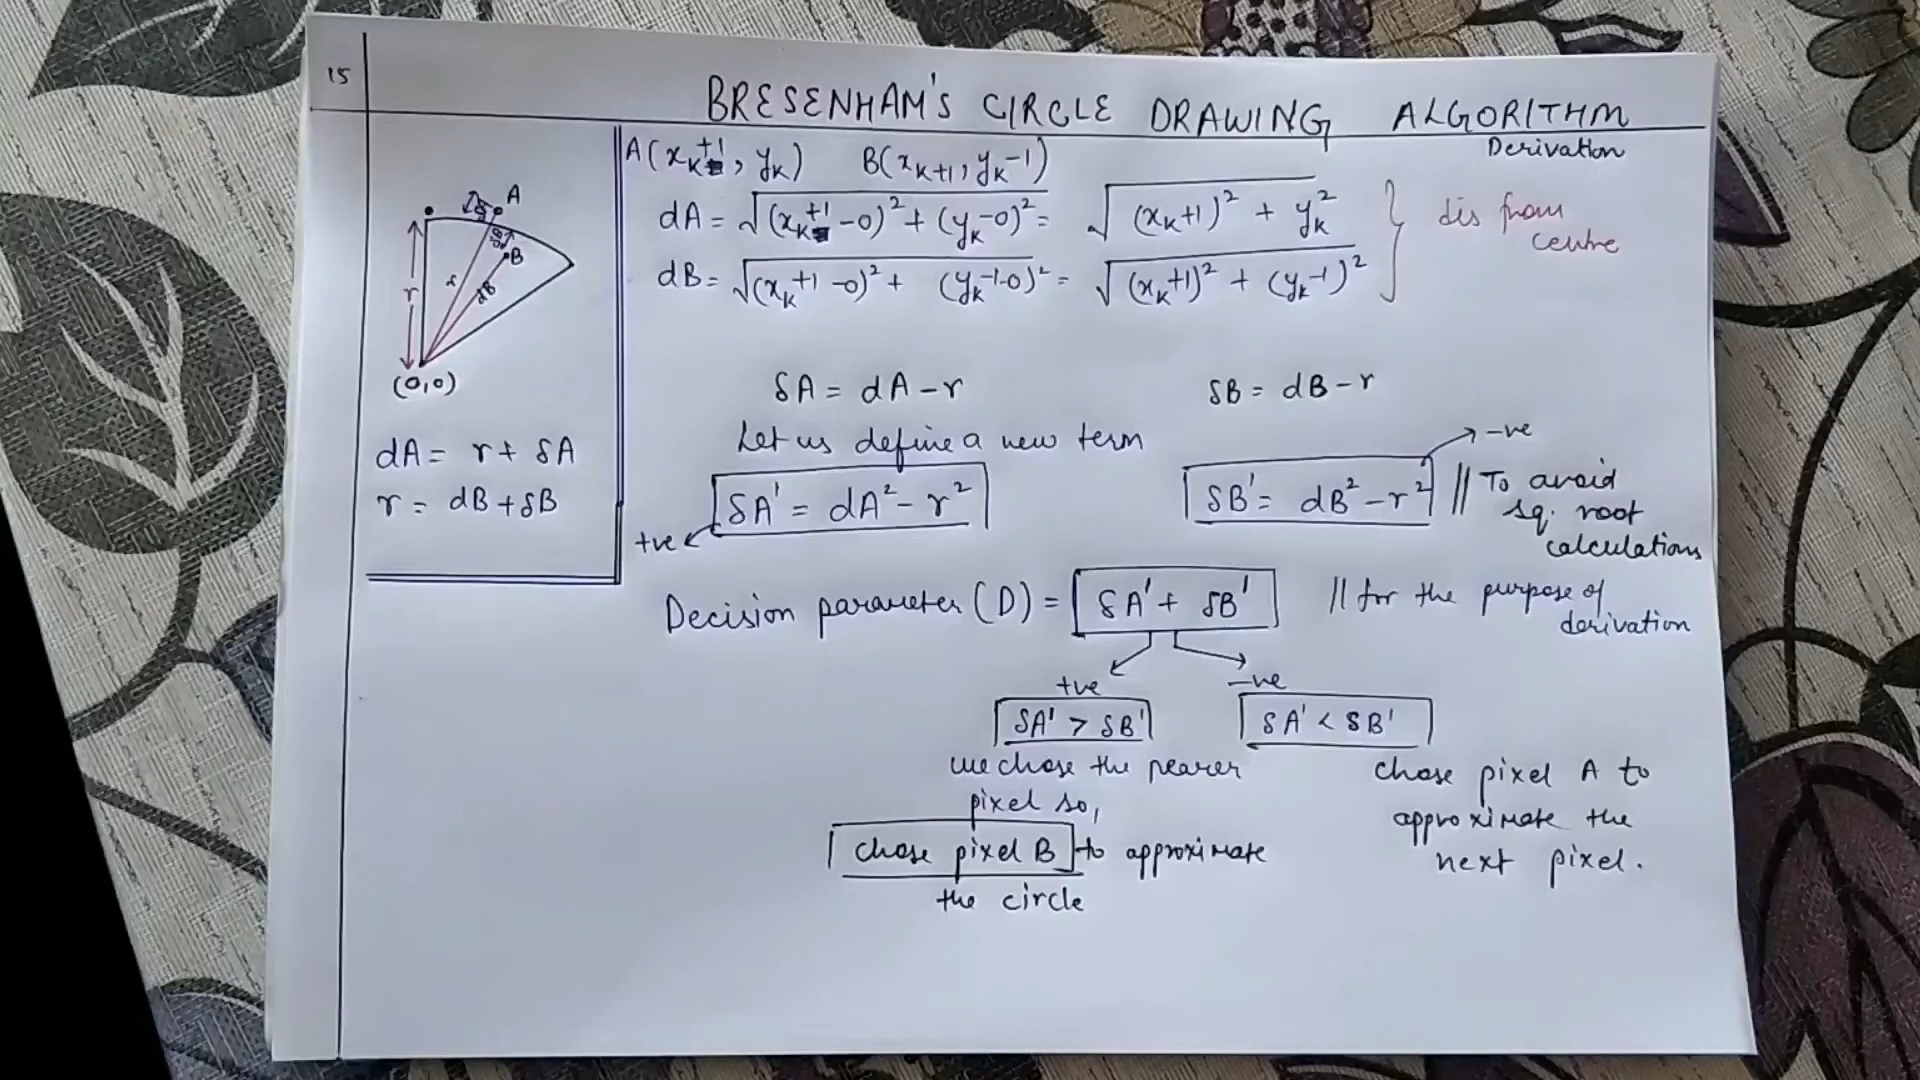 15
BRESENHAM'S CIRCLE DRAWING ALGORITHM
Derivation
A(xₖ+1, yₖ) B(xₖ+1, yₖ-1)
dA = √(xₖ+1-0)² + (yₖ-0)² = √(xₖ+1)² + yₖ²
dB = √(xₖ+1-0)² + (yₖ-1-0)² = √(xₖ+1)² + (yₖ-1)²
dis from
centre
A
δA
δB
B
r
r
dB
(0,0)
dA = r + δA
r = dB + δB
δA = dA - r δB = dB - r
Let us define a new term
-ve
δA' = dA² - r² δB' = dB² - r² // To avoid
sq. root
calculations
+ve
Decision parameter (D) = δA' + δB' // for the purpose of
derivation
+ve -ve
δA' > δB' δA' < δB'
we chose the nearer
pixel so,
chose pixel B to approximate
the circle
chose pixel A to
approximate the
next pixel.